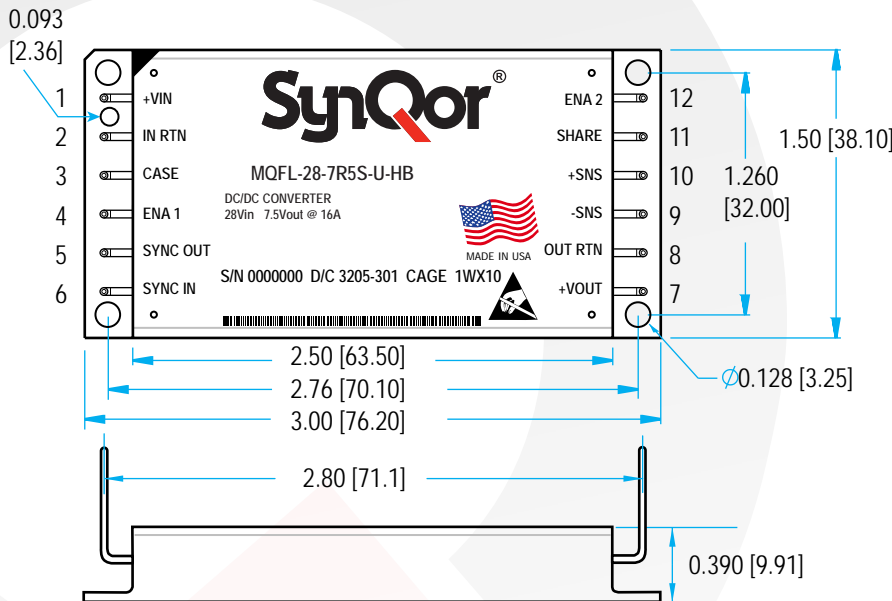 0.093
[2.36]
SynQor®
1 +VIN ENA 2 12
2 IN RTN SHARE 11
3 CASE +SNS 10
4 ENA 1 -SNS 9
5 SYNC OUT OUT RTN 8
6 SYNC IN +VOUT 7
MQFL-28-7R5S-U-HB
DC/DC CONVERTER
28Vin 7.5Vout @ 16A
MADE IN USA
S/N 0000000 D/C 3205-301 CAGE 1WX10
1.50 [38.10]
1.260
[32.00]
2.50 [63.50]
2.76 [70.10]
3.00 [76.20]
Ø0.128 [3.25]
2.80 [71.1]
0.390 [9.91]